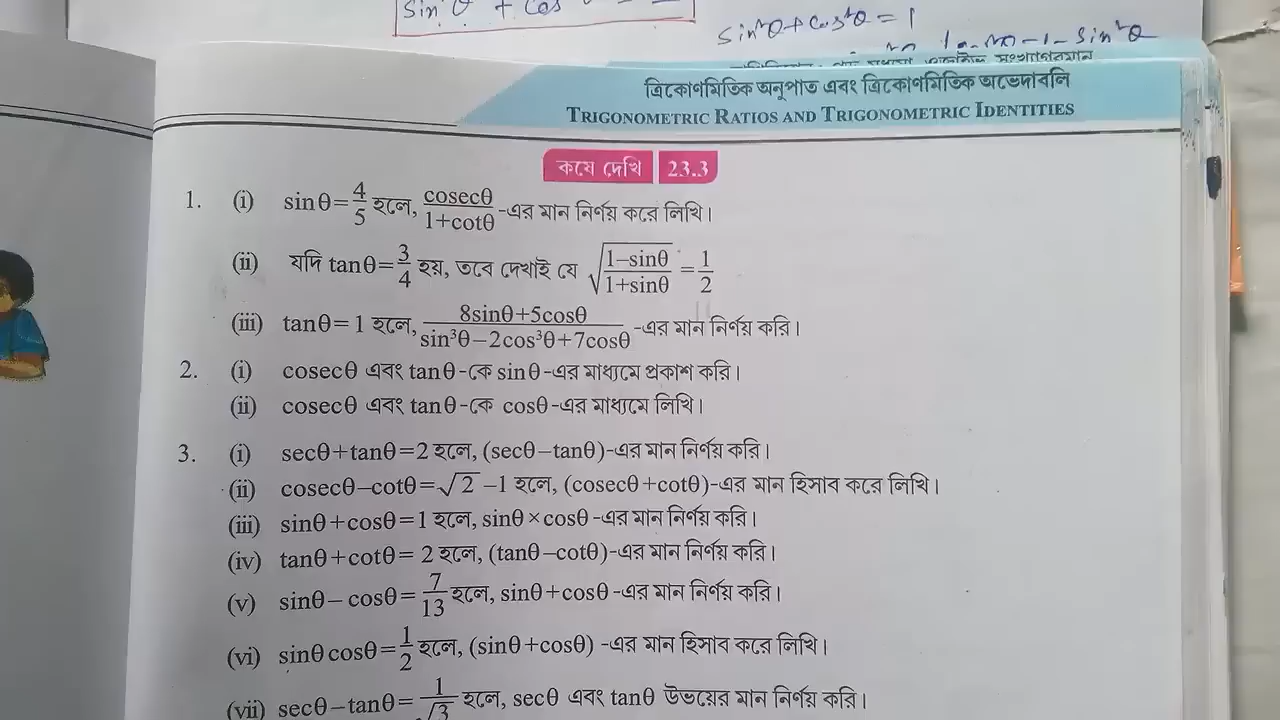 sin²θ + cos
sin²θ + cos²θ = 1
1 - sin²θ
ত্রিকোণমিতিক অনুপাত এবং ত্রিকোণমিতিক অভেদাবলি
TRIGONOMETRIC RATIOS AND TRIGONOMETRIC IDENTITIES
কষে দেখি 23.3
1. (i) sinθ=4/5 হলে, cosecθ/(1+cotθ) -এর মান নির্ণয় করে লিখি।
(ii) যদি tanθ=3/4 হয়, তবে দেখাই যে √((1–sinθ)/(1+sinθ)) = 1/2
(iii) tanθ=1 হলে, (8sinθ+5cosθ)/(sin³θ–2cos³θ+7cosθ) -এর মান নির্ণয় করি।
2. (i) cosecθ এবং tanθ-কে sinθ-এর মাধ্যমে প্রকাশ করি।
(ii) cosecθ এবং tanθ-কে cosθ-এর মাধ্যমে লিখি।
3. (i) secθ+tanθ=2 হলে, (secθ–tanθ)-এর মান নির্ণয় করি।
(ii) cosecθ–cotθ=√2 –1 হলে, (cosecθ+cotθ)-এর মান হিসাব করে লিখি।
(iii) sinθ+cosθ=1 হলে, sinθ×cosθ-এর মান নির্ণয় করি।
(iv) tanθ+cotθ= 2 হলে, (tanθ–cotθ)-এর মান নির্ণয় করি।
(v) sinθ– cosθ=7/13 হলে, sinθ+cosθ-এর মান নির্ণয় করি।
(vi) sinθ cosθ=1/2 হলে, (sinθ+cosθ) -এর মান হিসাব করে লিখি।
(vii) secθ–tanθ= 1/√3 হলে, secθ এবং tanθ উভয়ের মান নির্ণয় করি।